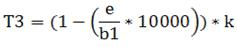 T3 = (1 − (e/b1 * 10000)) * k